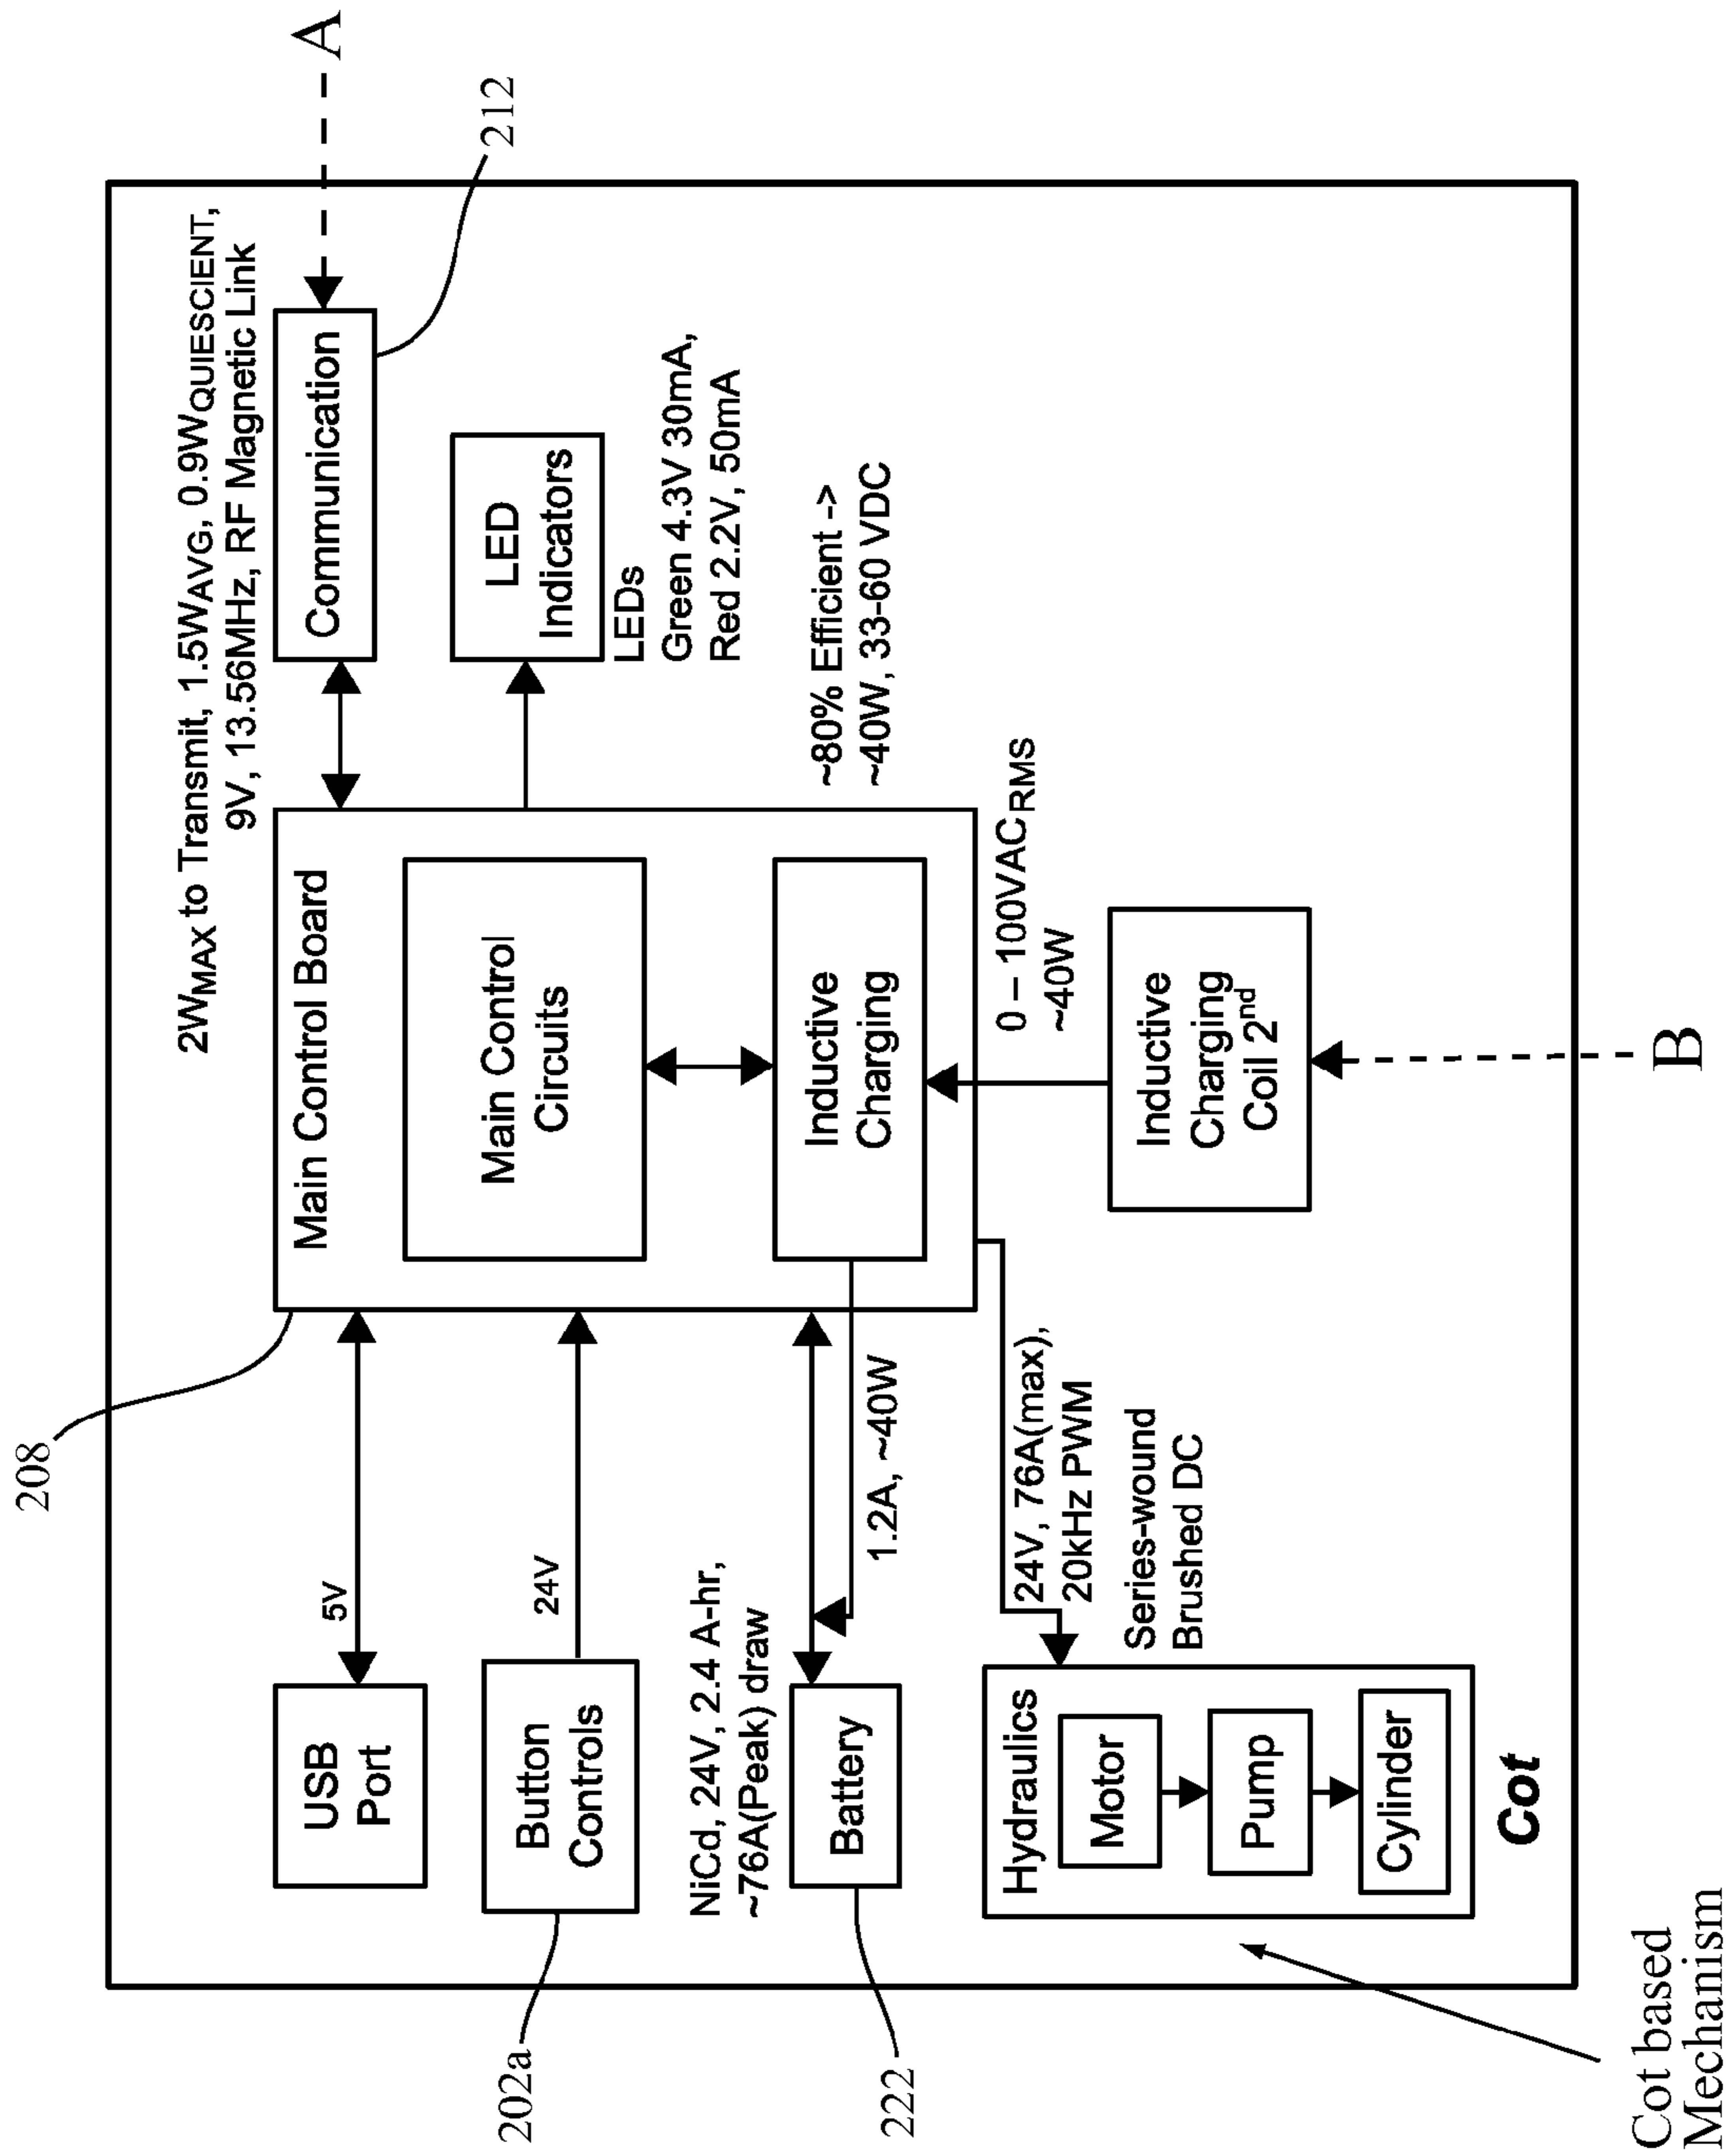 208
A
212
2WMAX to Transmit, 1.5WAVG, 0.9WQUIESCIENT,
9V, 13.56MHz, RF Magnetic Link
USB
Port
5V
Main Control Board
Communication
Button
Controls
24V
Main Control
Circuits
LED
Indicators
LEDs
Green 4.3V 30mA,
Red 2.2V, 50mA
202a
NiCd, 24V, 2.4 A-hr,
~76A(Peak) draw
Battery
1.2A, ~40W
Inductive
Charging
~80% Efficient ->
~40W, 33-60 VDC
222
Hydraulics
Motor
Pump
Cylinder
24V, 76A(max),
20kHz PWM
Series-wound
Brushed DC
0 – 100VACRMS
~40W
Inductive
Charging
Coil 2nd
Cot
Cot based
Mechanism
B